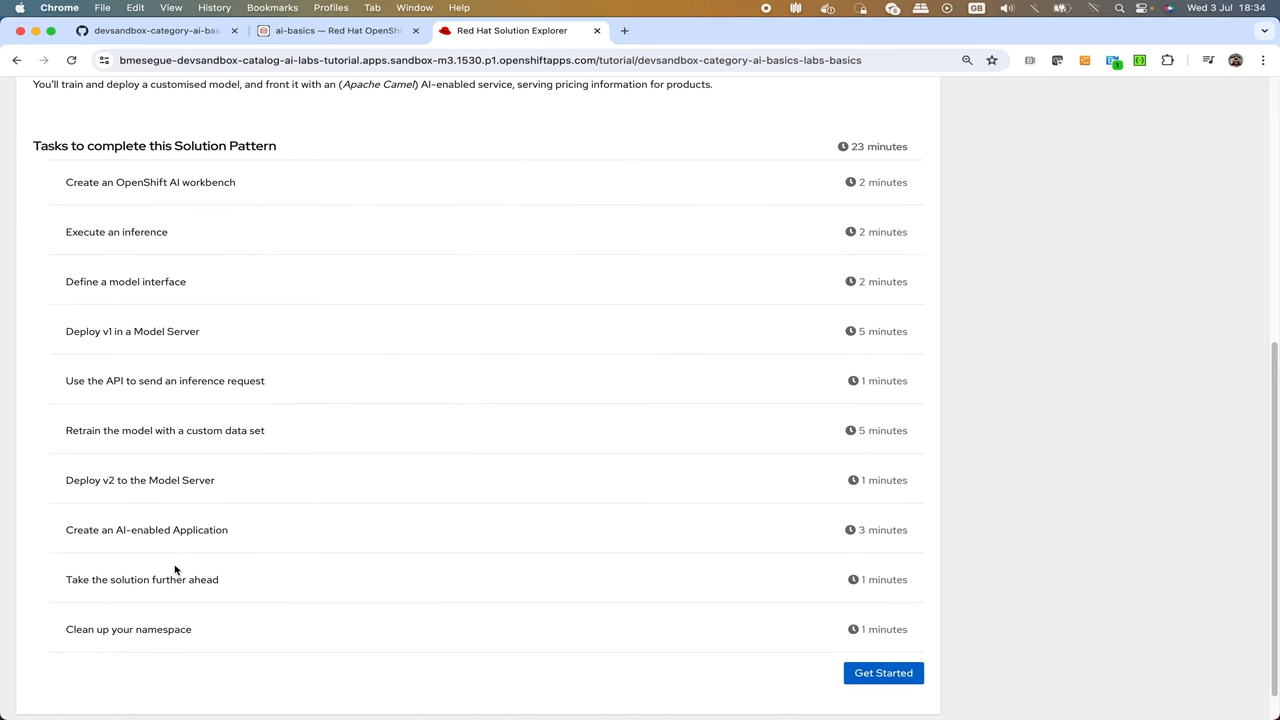 Chrome File Edit View History Bookmarks Profiles Tab Window Help GB Wed 3 Jul 18:34
devsandbox-category-ai-bas ai-basics — Red Hat OpenShi Red Hat Solution Explorer
bmesegue-devsandbox-catalog-ai-labs-tutorial.apps.sandbox-m3.1530.p1.openshiftapps.com/tutorial/devsandbox-category-ai-basics-labs-basics
You'll train and deploy a customised model, and front it with an (Apache Camel) AI-enabled service, serving pricing information for products.
Tasks to complete this Solution Pattern 23 minutes
Create an OpenShift AI workbench 2 minutes
Execute an inference 2 minutes
Define a model interface 2 minutes
Deploy v1 in a Model Server 5 minutes
Use the API to send an inference request 1 minutes
Retrain the model with a custom data set 5 minutes
Deploy v2 to the Model Server 1 minutes
Create an AI-enabled Application 3 minutes
Take the solution further ahead 1 minutes
Clean up your namespace 1 minutes
Get Started